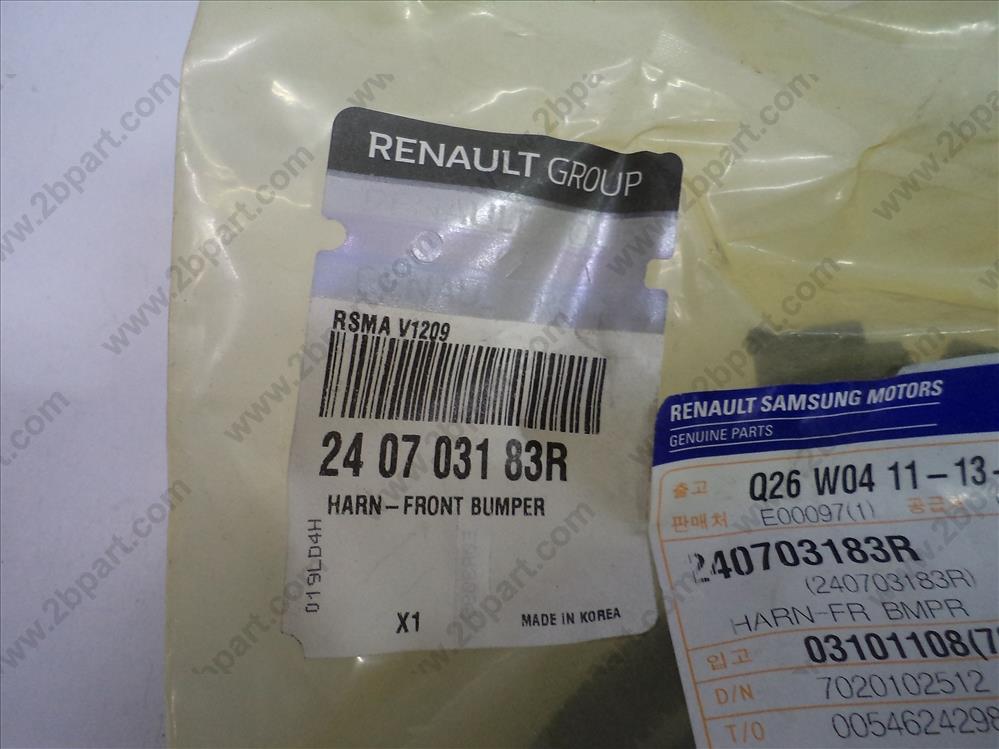 RENAULT GROUP
RSMA V1209
24 07 031 83R
HARN-FRONT BUMPER
019LD4H
X1
MADE IN KOREA
RENAULT SAMSUNG MOTORS
GENUINE PARTS
출고 Q26 W04 11-13-
판매처 E00097(1)
240703183R
(240703183R)
HARN-FR BMPR
입고 03101108(7
D/N 7020102512
T/O 0054624298
www.2bpart.com